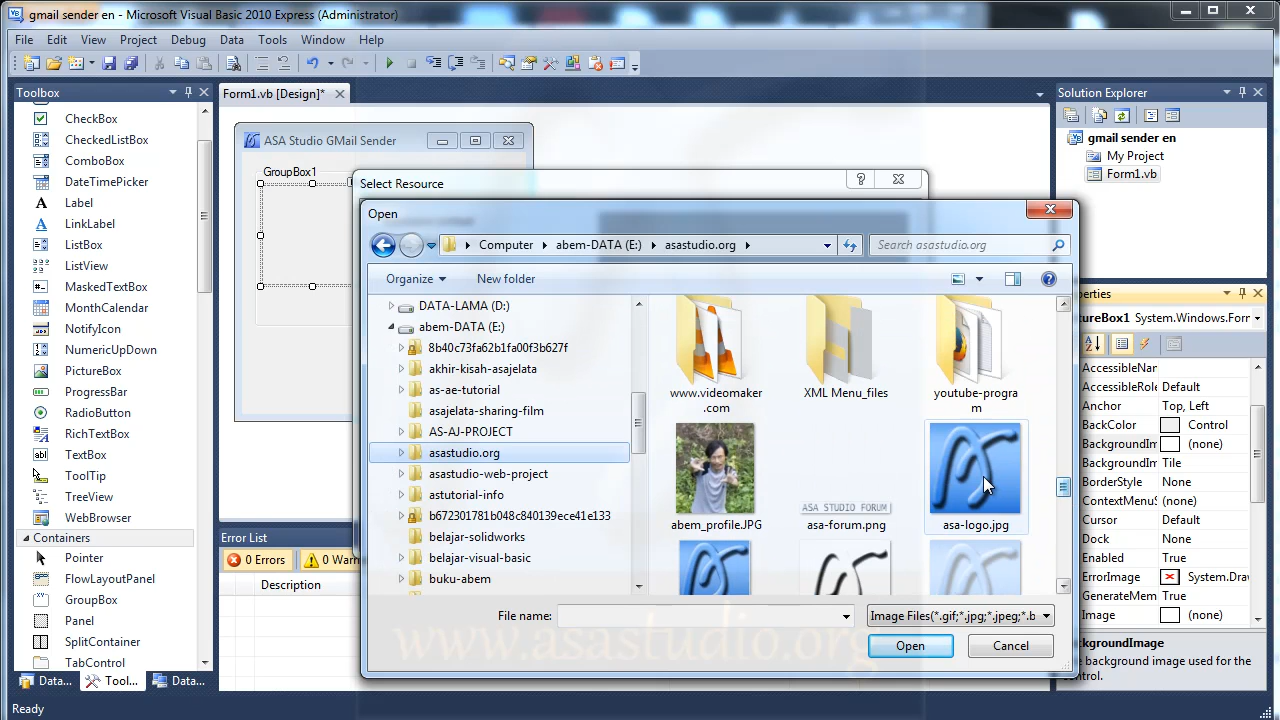 gmail sender en - Microsoft Visual Basic 2010 Express (Administrator)
File Edit View Project Debug Data Tools Window Help
Toolbox
CheckBox
CheckedListBox
ComboBox
DateTimePicker
Label
LinkLabel
ListBox
ListView
MaskedTextBox
MonthCalendar
NotifyIcon
NumericUpDown
PictureBox
ProgressBar
RadioButton
RichTextBox
TextBox
ToolTip
TreeView
WebBrowser
Containers
Pointer
FlowLayoutPanel
GroupBox
Panel
SplitContainer
TabControl
Data... Tool... Data...
Ready
Form1.vb [Design]*
ASA Studio GMail Sender
GroupBox1
Select Resource
Open
Computer abem-DATA (E:) asastudio.org
Search asastudio.org
Organize New folder
DATA-LAMA (D:)
abem-DATA (E:)
8b40c73fa62b1fa00f3b627f
akhir-kisah-asajelata
as-ae-tutorial
asajelata-sharing-film
AS-AJ-PROJECT
asastudio.org
asastudio-web-project
astutorial-info
b672301781b048c840139ece41e133
belajar-solidworks
belajar-visual-basic
buku-abem
www.videomaker
.com
XML Menu_files
youtube-progra
m
abem_profile.JPG
ASA STUDIO FORUM
asa-forum.png
asa-logo.jpg
File name:
Image Files(*.gif;*.jpg;*.jpeg;*.b
Open Cancel
asastudio.org
Error List
0 Errors 0 Warn
Description
Solution Explorer
gmail sender en
My Project
Form1.vb
perties
tureBox1 System.Windows.Form
AccessibleNan
AccessibleRole Default
Anchor Top, Left
BackColor Control
BackgroundIm (none)
BackgroundIm Tile
BorderStyle None
ContextMenuS (none)
Cursor Default
Dock None
Enabled True
ErrorImage System.Draw
GenerateMem True
Image (none)
ckgroundImage
e background image used for the
control.